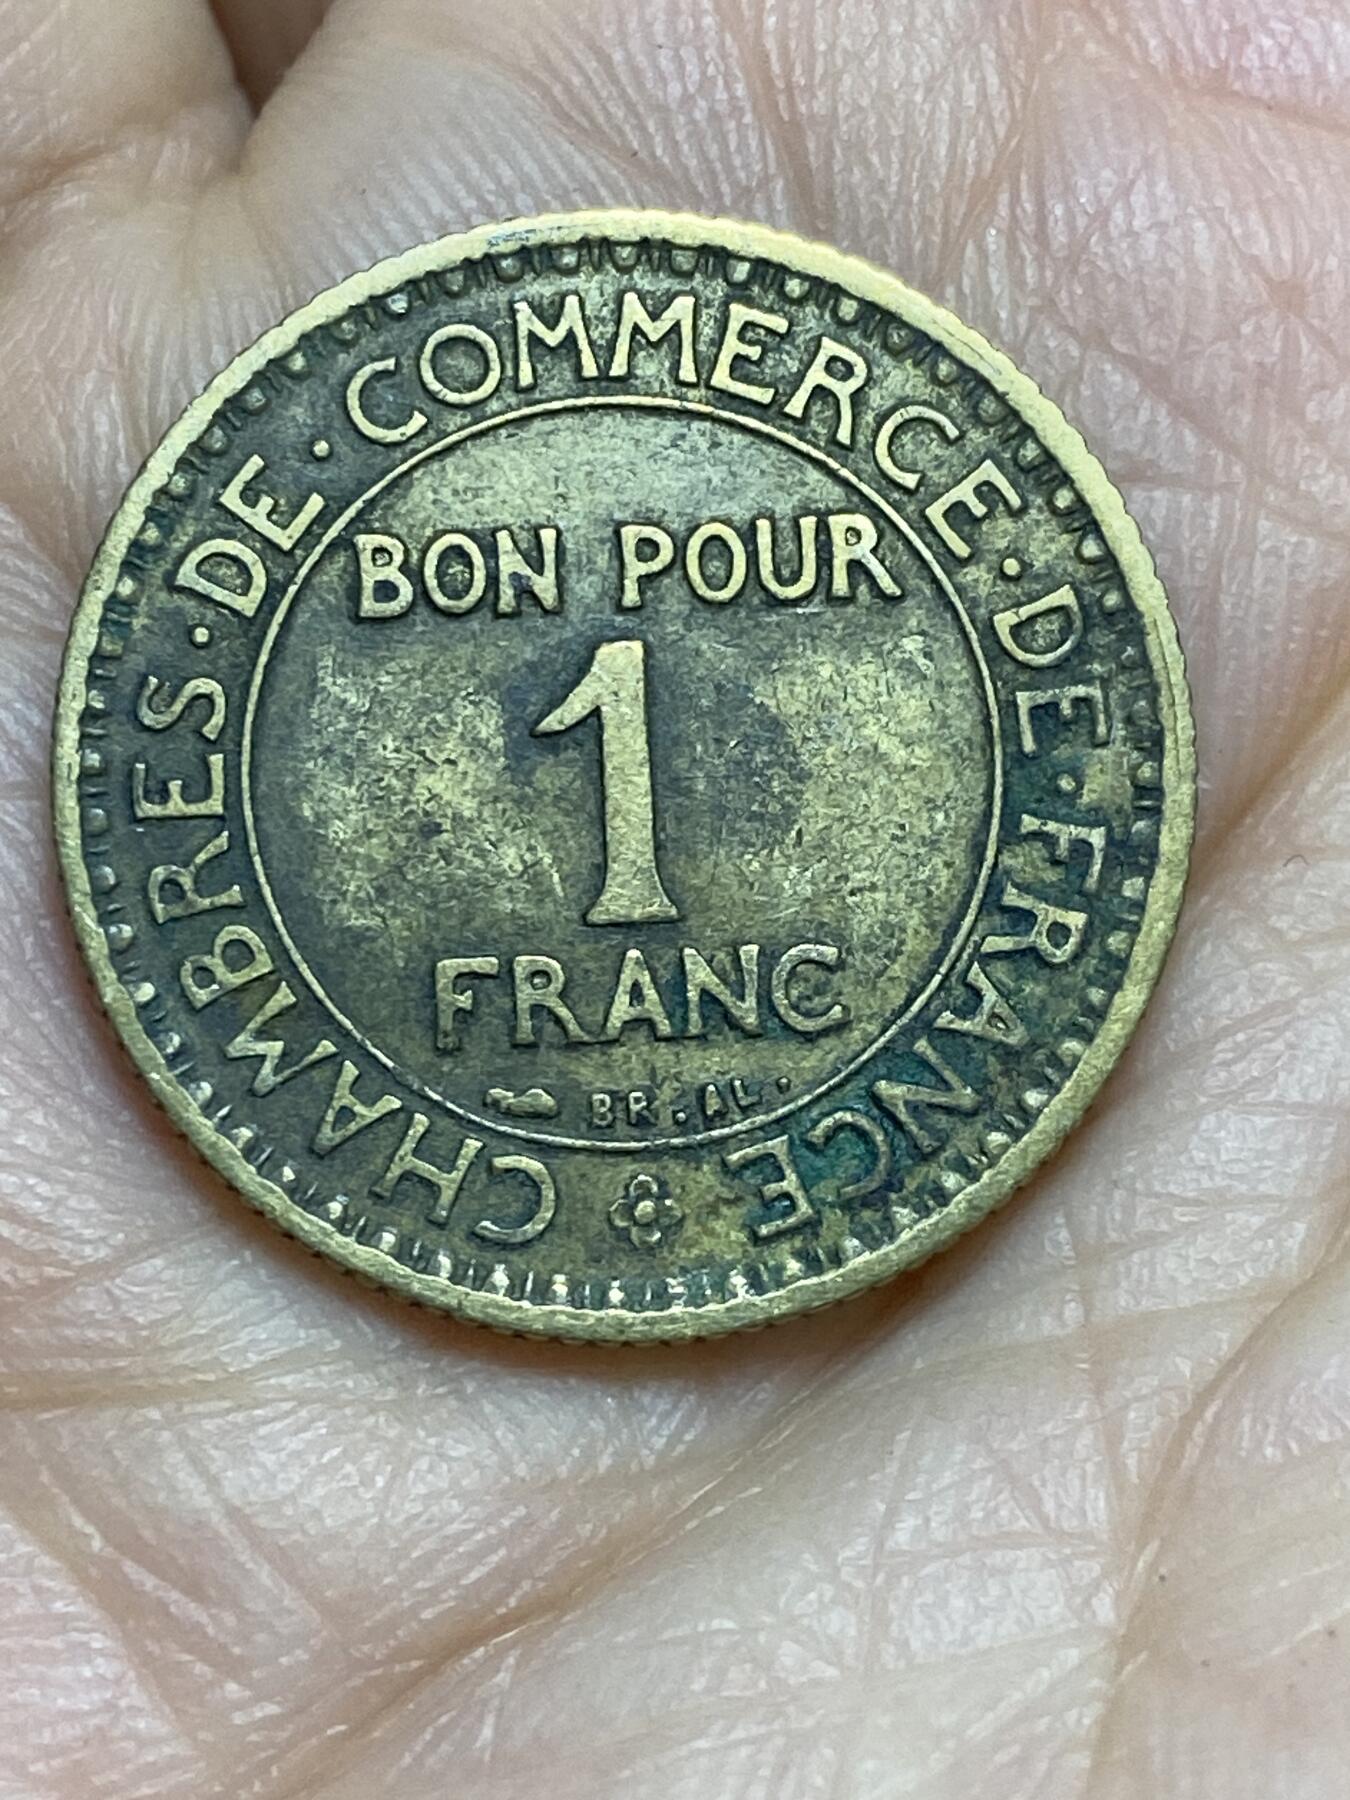 CHAMBRES·DE·COMMERCE·DE·FRANCE
BON POUR
1
FRANC
BR:AL.